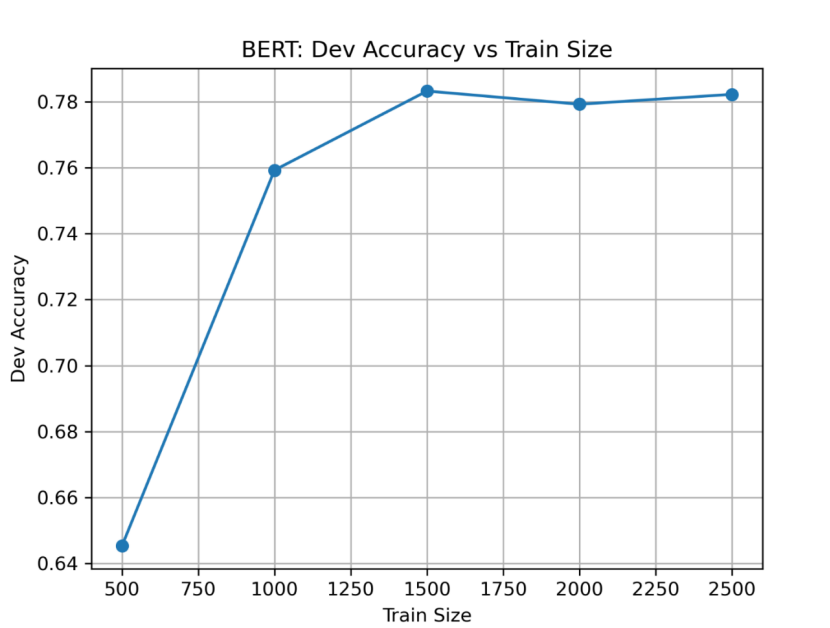 BERT: Dev Accuracy vs Train Size
Dev Accuracy
0.78
0.76
0.74
0.72
0.70
0.68
0.66
0.64
500 750 1000 1250 1500 1750 2000 2250 2500
Train Size